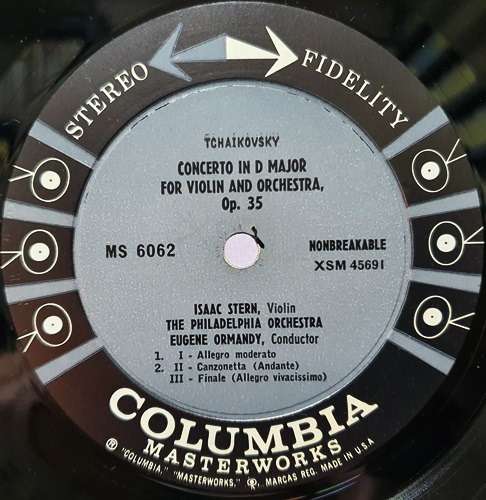 STEREO FIDELITY
TCHAIKOVSKY
CONCERTO IN D MAJOR
FOR VIOLIN AND ORCHESTRA,
Op. 35
MS 6062
NONBREAKABLE
XSM 45691
ISAAC STERN, Violin
THE PHILADELPHIA ORCHESTRA
EUGENE ORMANDY, Conductor
1. I - Allegro moderato
2. II - Canzonetta (Andante)
III - Finale (Allegro vivacissimo)
COLUMBIA
MASTERWORKS
® "COLUMBIA," "MASTERWORKS," MARCAS REG. MADE IN U.S.A